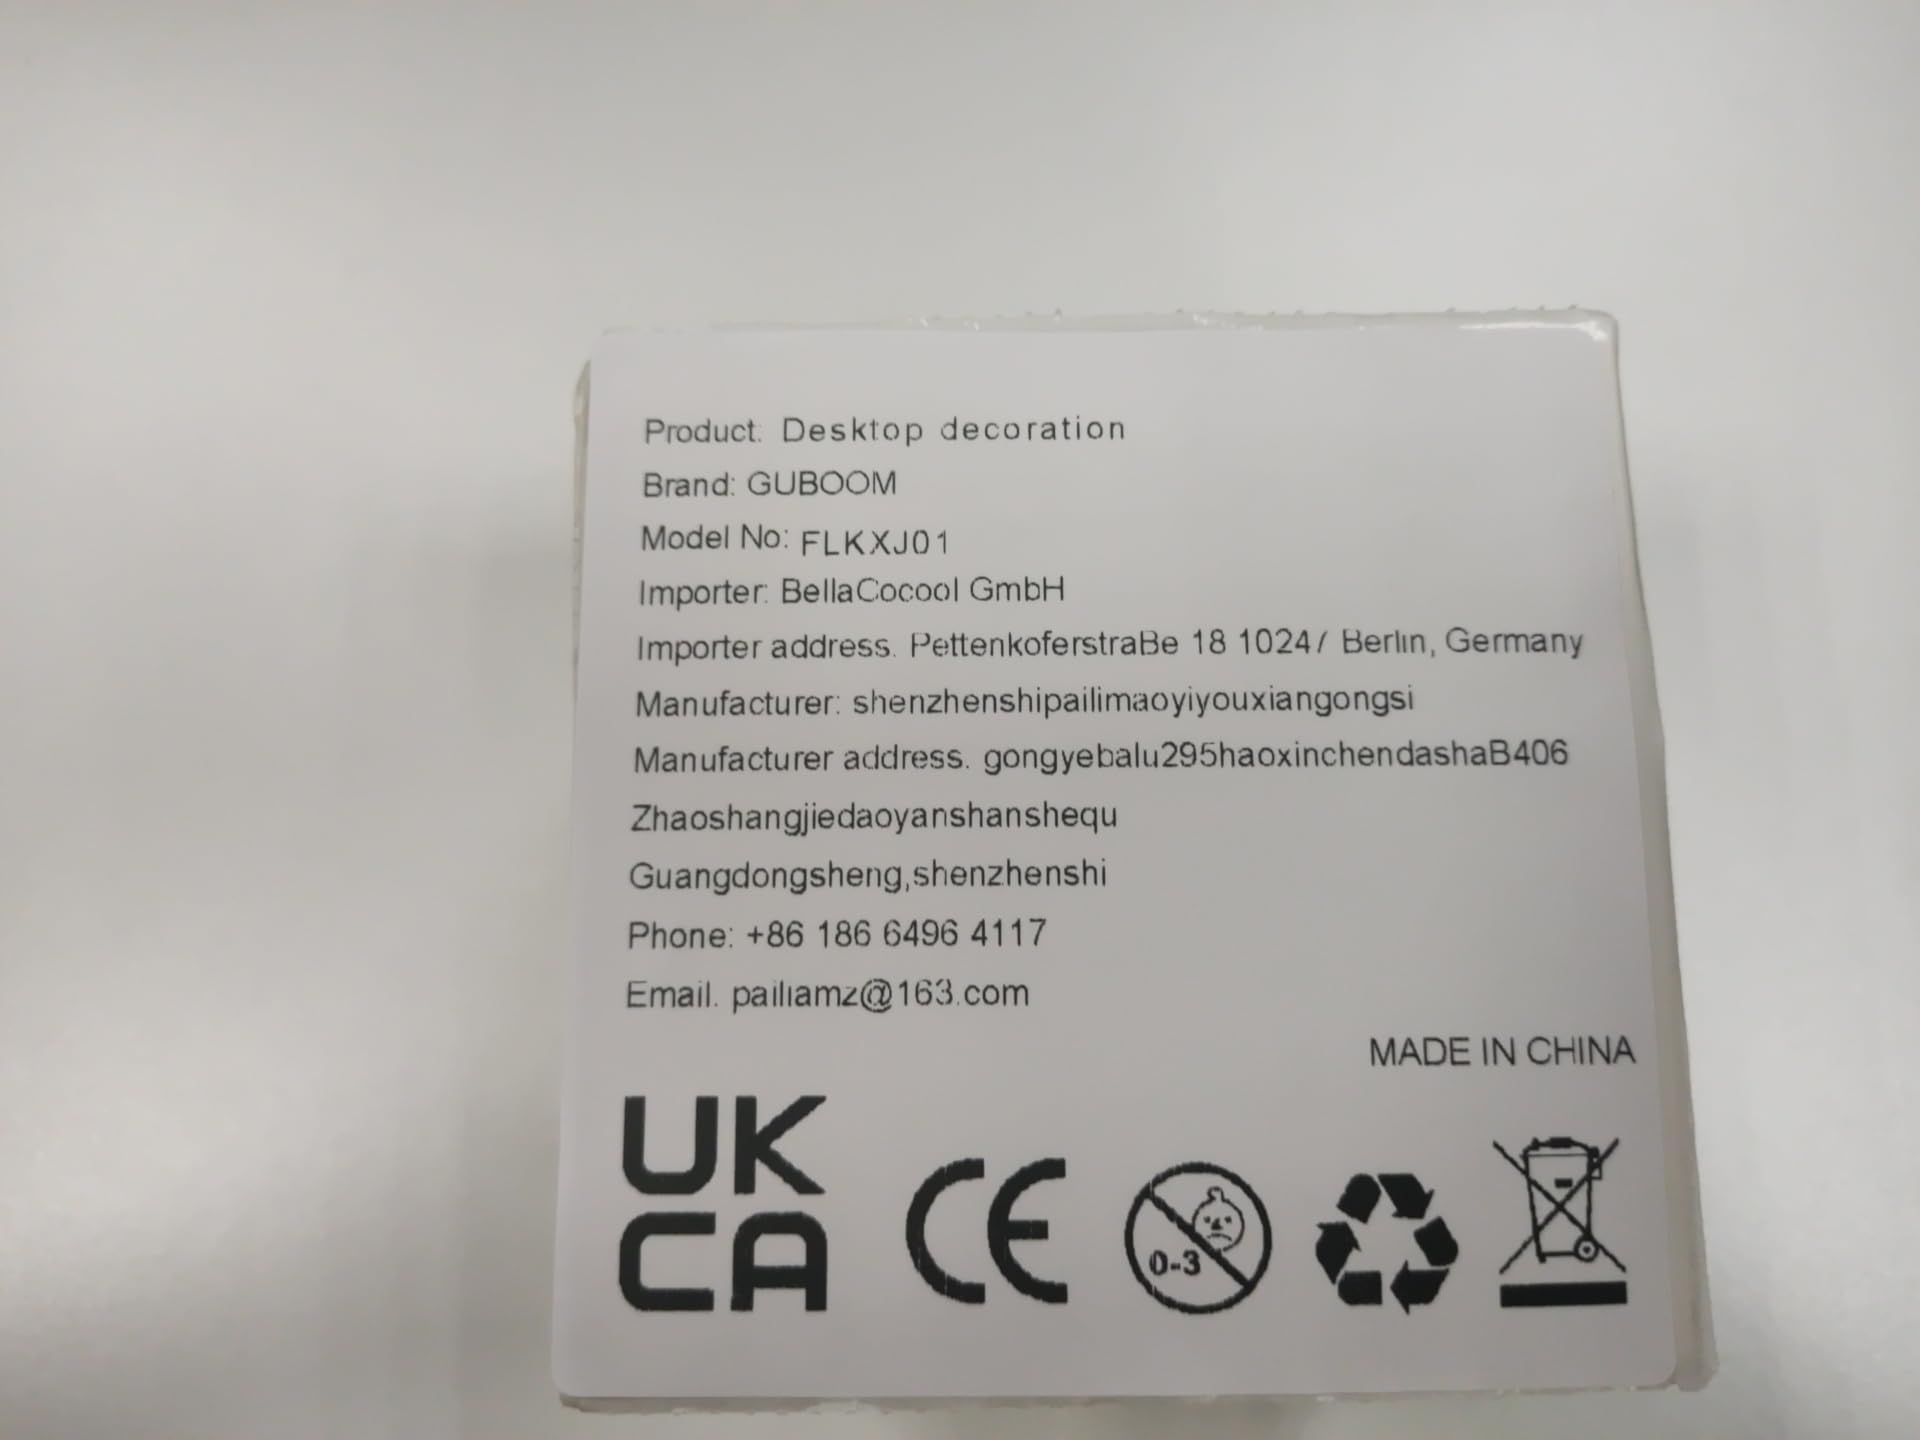 Product: Desktop decoration
Brand: GUBOOM
Model No: FLKXJ01
Importer: BellaCocool GmbH
Importer address. PettenkoferstraBe 18 10247 Berlin, Germany
Manufacturer: shenzhenshipailimaoyiyouxiangongsi
Manufacturer address. gongyebalu295haoxinchendashaB406
Zhaoshangjiedaoyanshanshequ
Guangdongsheng,shenzhenshi
Phone: +86 186 6496 4117
Email. pailiamz@163.com
MADE IN CHINA
UK
CA
CE
0-3